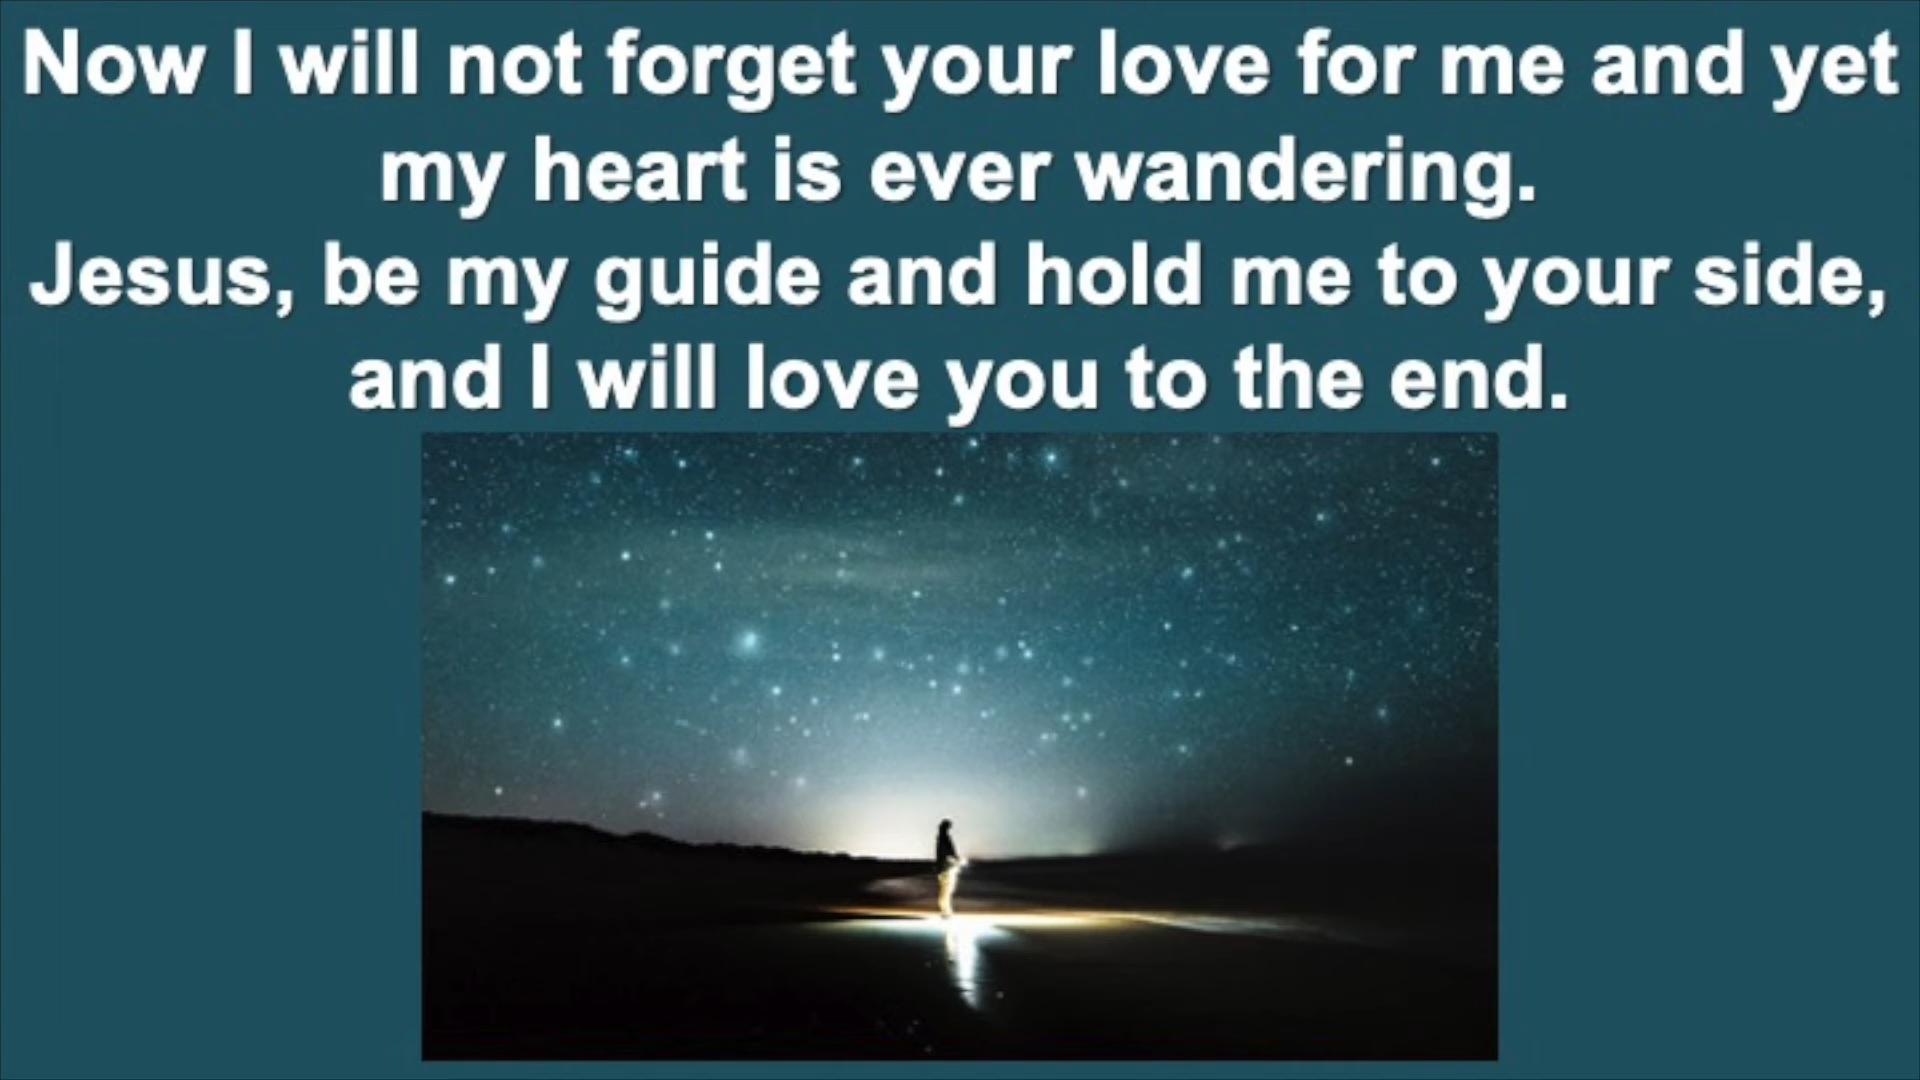 Now I will not forget your love for me and yet
my heart is ever wandering.
Jesus, be my guide and hold me to your side,
and I will love you to the end.